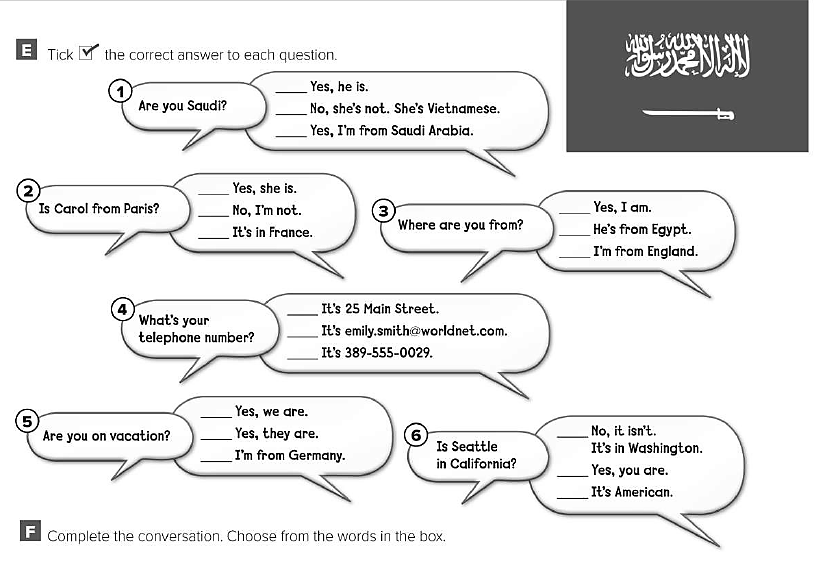 لا إله إلا الله محمد رسول الله
E Tick the correct answer to each question.
1 Are you Saudi?
____ Yes, he is.
____ No, she's not. She's Vietnamese.
____ Yes, I'm from Saudi Arabia.
2 Is Carol from Paris?
____ Yes, she is.
____ No, I'm not.
____ It's in France.
3 Where are you from?
____ Yes, I am.
____ He's from Egypt.
____ I'm from England.
4 What's your
telephone number?
____ It's 25 Main Street.
____ It's emily.smith@worldnet.com.
____ It's 389-555-0029.
5 Are you on vacation?
____ Yes, we are.
____ Yes, they are.
____ I'm from Germany.
6 Is Seattle
in California?
____ No, it isn't.
It's in Washington.
____ Yes, you are.
____ It's American.
F Complete the conversation. Choose from the words in the box.